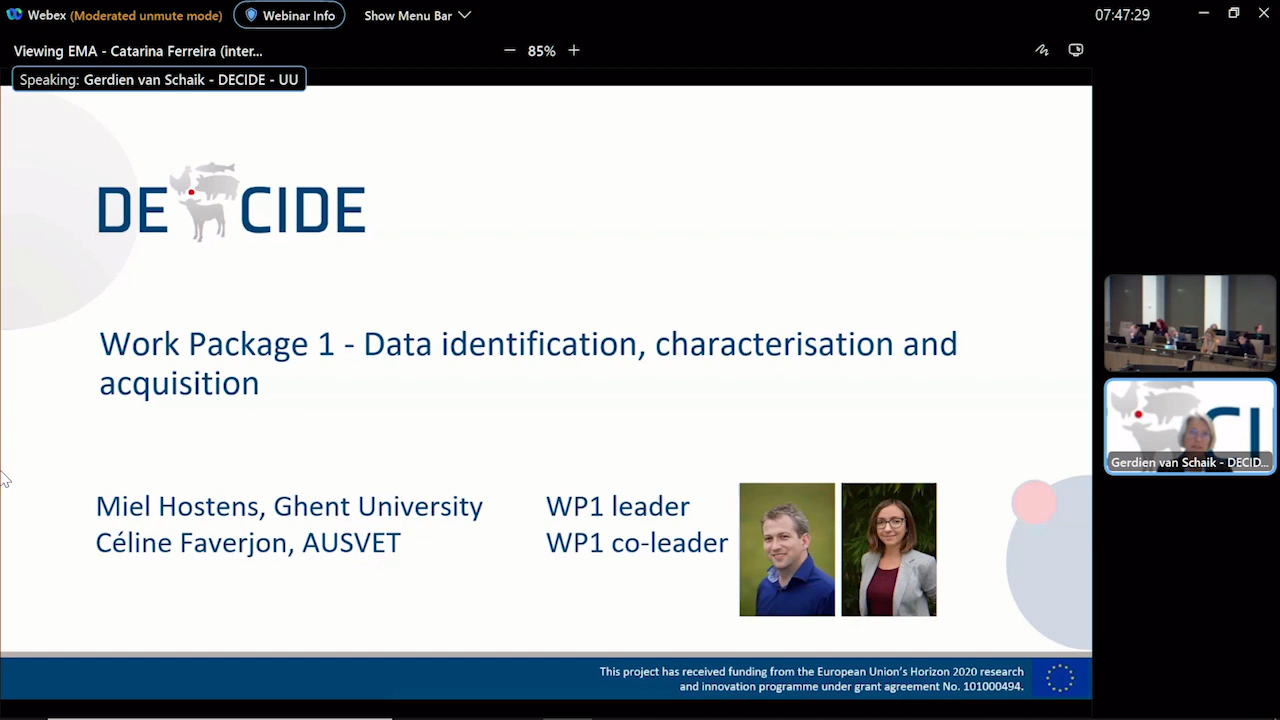 Webex (Moderated unmute mode) Webinar Info Show Menu Bar 07:47:29
Viewing EMA - Catarina Ferreira (inter... 85%
Speaking: Gerdien van Schaik - DECIDE - UU
DECIDE
Work Package 1 - Data identification, characterisation and
acquisition
Miel Hostens, Ghent University WP1 leader
Céline Faverjon, AUSVET WP1 co-leader
Gerdien van Schaik - DECID...
This project has received funding from the European Union's Horizon 2020 research
and innovation programme under grant agreement No. 101000494.